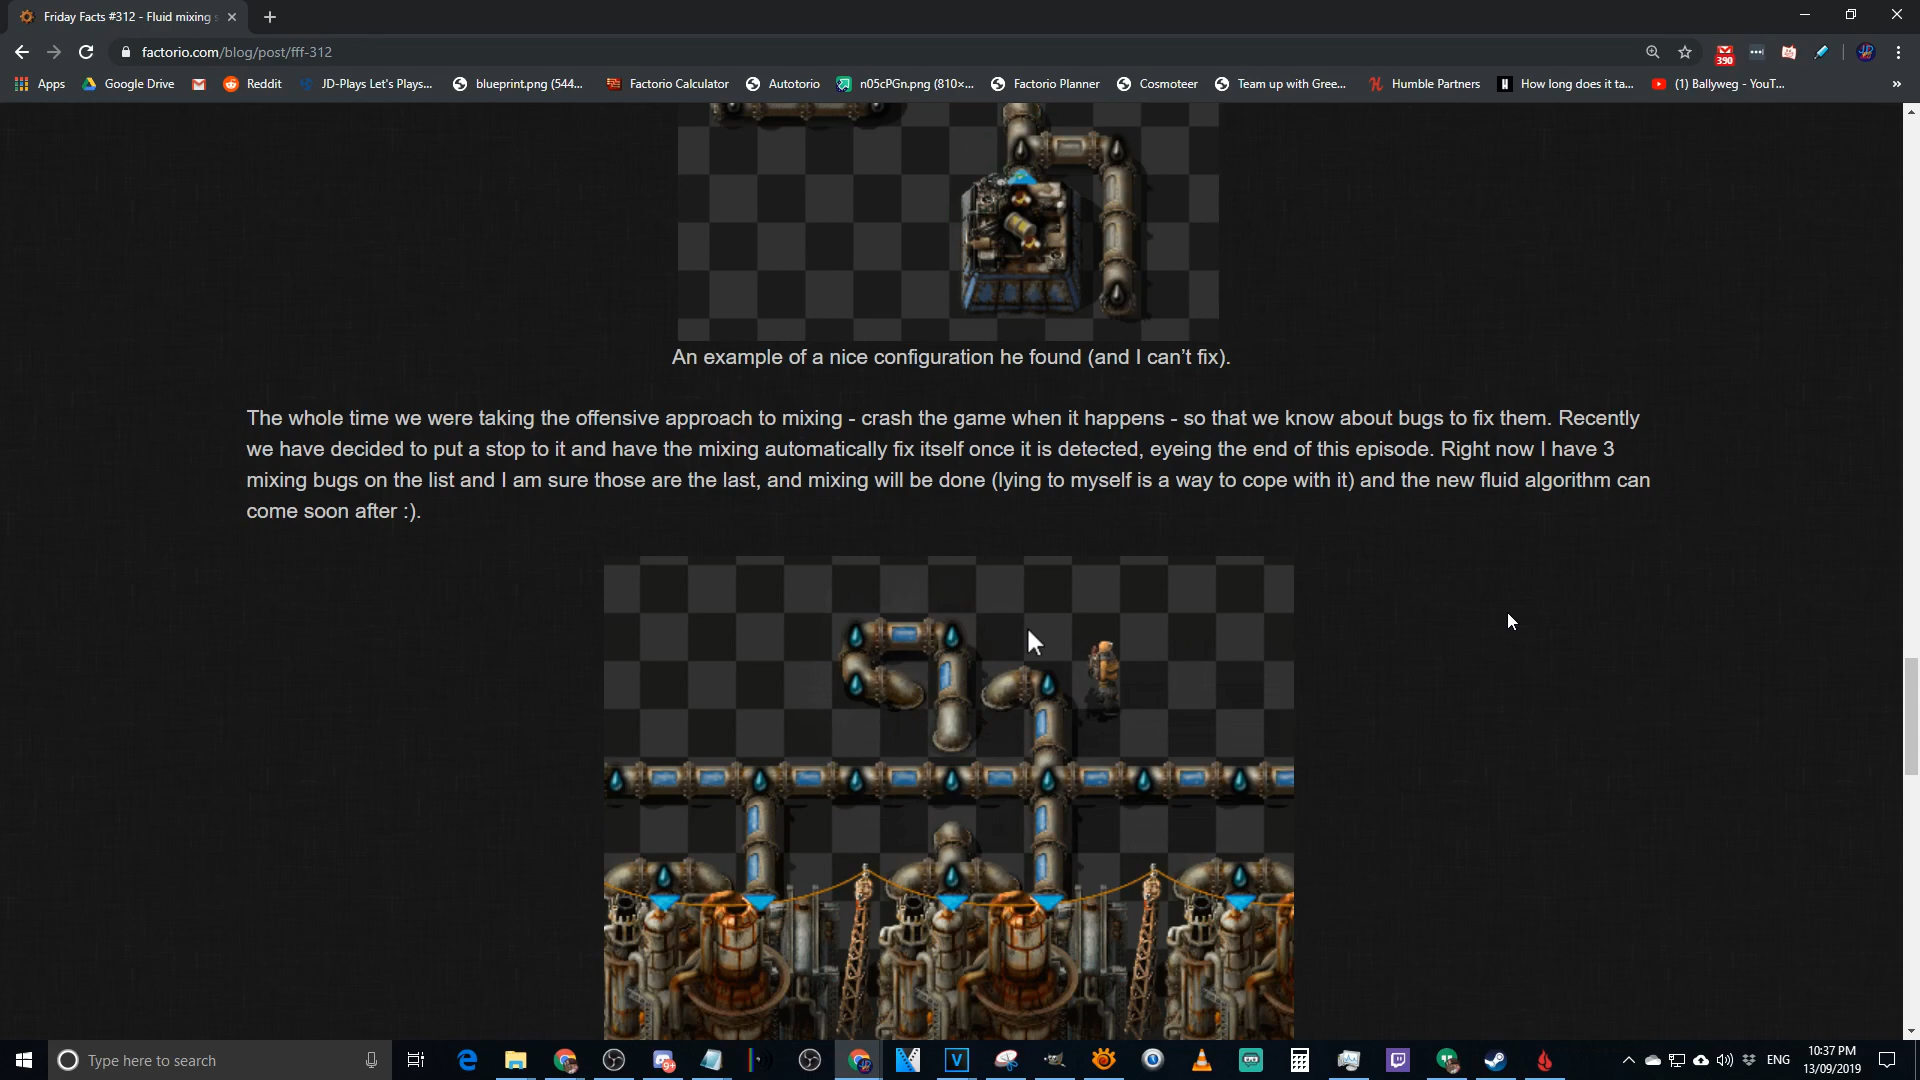 Friday Facts #312 - Fluid mixing s
factorio.com/blog/post/fff-312
390
Apps
Google Drive
Reddit
JD-Plays Let's Plays...
blueprint.png (544...
Factorio Calculator
Autotorio
n05cPGn.png (810×...
Factorio Planner
Cosmoteer
Team up with Gree...
Humble Partners
How long does it ta...
(1) Ballyweg - YouT...
»
An example of a nice configuration he found (and I can’t fix).
The whole time we were taking the offensive approach to mixing - crash the game when it happens - so that we know about bugs to fix them. Recently
we have decided to put a stop to it and have the mixing automatically fix itself once it is detected, eyeing the end of this episode. Right now I have 3
mixing bugs on the list and I am sure those are the last, and mixing will be done (lying to myself is a way to cope with it) and the new fluid algorithm can
come soon after :).
Type here to search
ENG
10:37 PM
13/09/2019